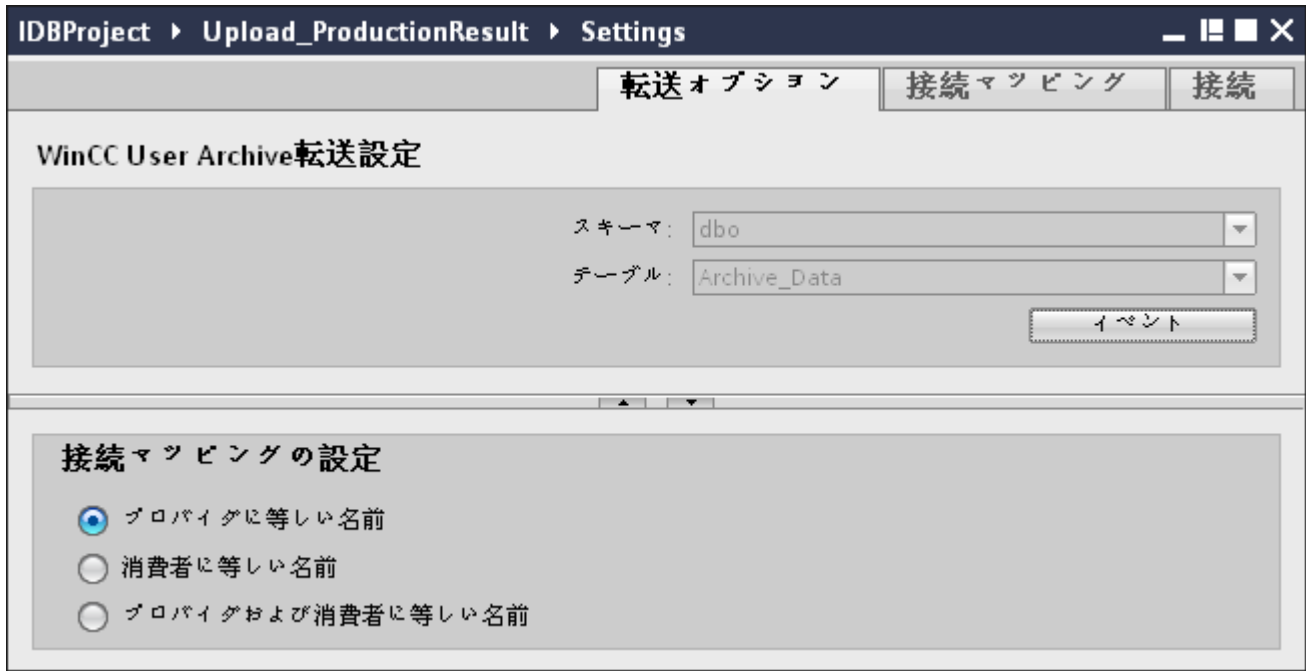 IDBProject ▸ Upload_ProductionResult ▸ Settings
転送オプション 接続マッピング 接続
WinCC User Archive転送設定
スキーマ: dbo
テーブル: Archive_Data
イベント
接続マッピングの設定
プロバイダに等しい名前
消費者に等しい名前
プロバイダおよび消費者に等しい名前